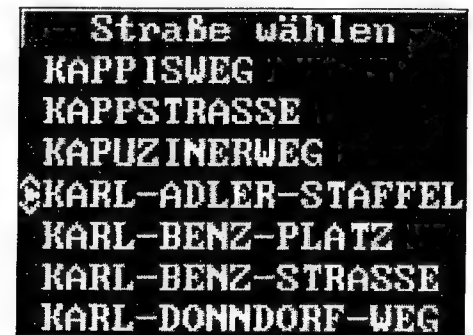 Straße wählen
KAPPISWEG
KAPPSTRASSE
KAPUZINERWEG
KARL-ADLER-STAFFEL
KARL-BENZ-PLATZ
KARL-BENZ-STRASSE
KARL-DONNDORF-WEG